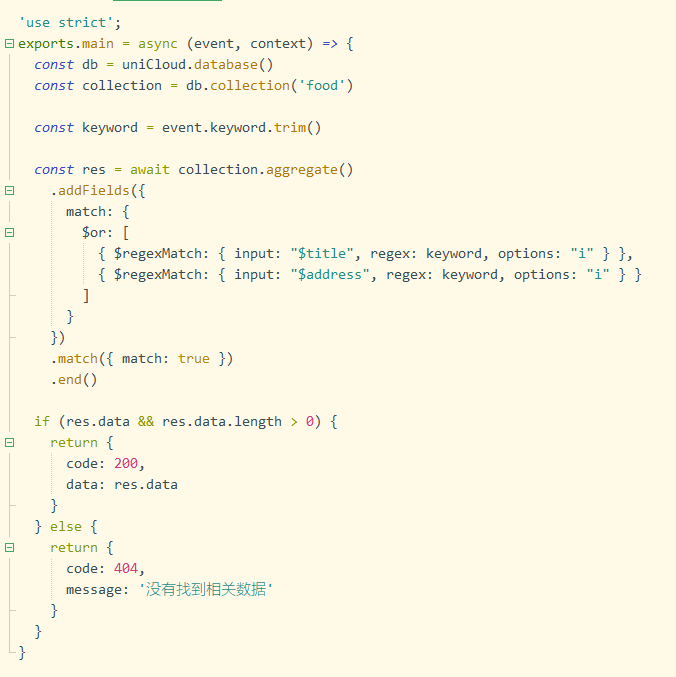 'use strict';
exports.main = async (event, context) => {
  const db = uniCloud.database()
  const collection = db.collection('food')
  const keyword = event.keyword.trim()
  const res = await collection.aggregate()
    .addFields({
      match: {
        $or: [
          { $regexMatch: { input: "$title", regex: keyword, options: "i" } },
          { $regexMatch: { input: "$address", regex: keyword, options: "i" } }
        ]
      }
    })
    .match({ match: true })
    .end()
  if (res.data && res.data.length > 0) {
    return {
      code: 200,
      data: res.data
    }
  } else {
    return {
      code: 404,
      message: '没有找到相关数据'
    }
  }
}